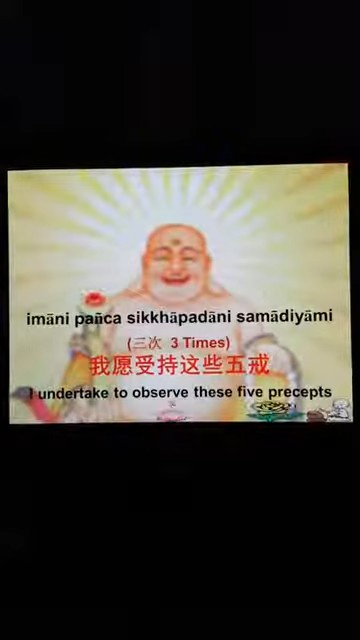 imāni pañca sikkhāpadāni samādiyāmi
(三次 3 Times)
我愿受持这些五戒
I undertake to observe these five precepts